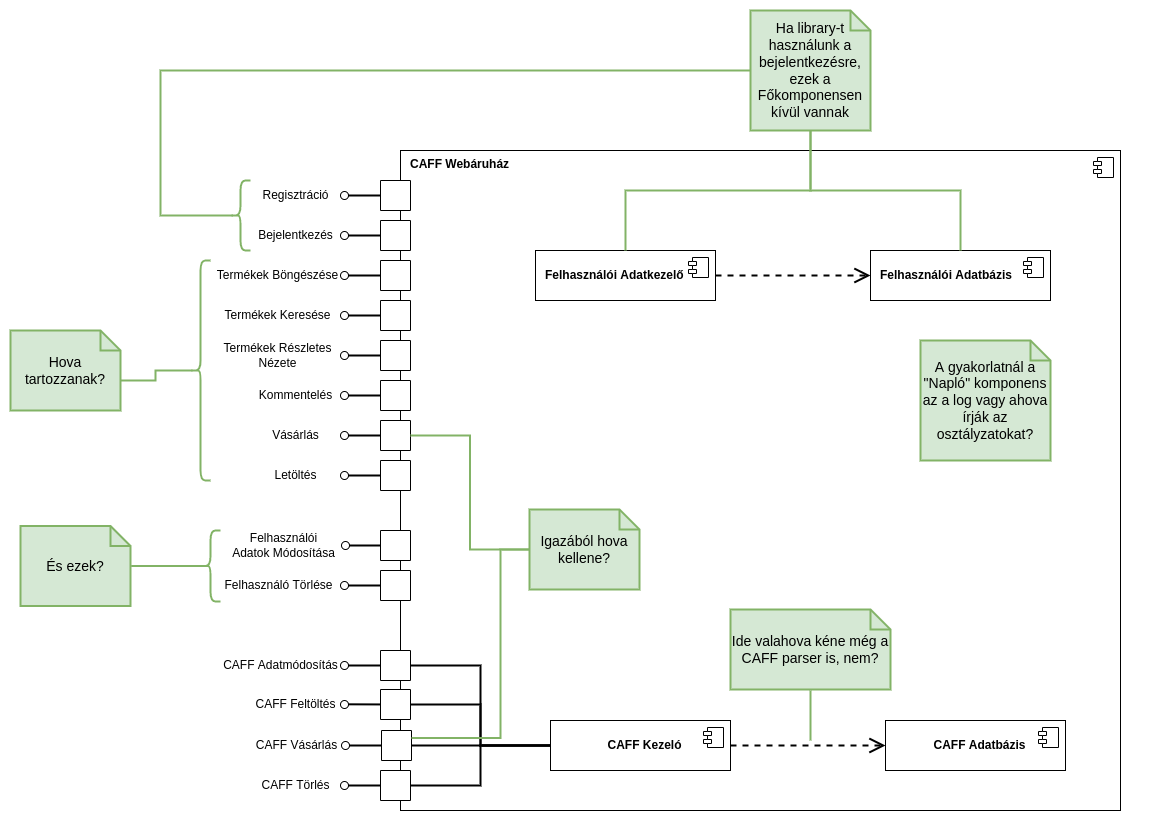 Ha library-t
használunk a
bejelentkezésre,
ezek a
Főkomponensen
kívül vannak
CAFF Webáruház
Regisztráció
Bejelentkezés
Termékek Böngészése
Termékek Keresése
Termékek Részletes
Nézete
Kommentelés
Vásárlás
Letöltés
Felhasználói Adatkezelő
Felhasználói Adatbázis
Hova
tartozzanak?
A gyakorlatnál a
"Napló" komponens
az a log vagy ahova
írják az
osztályzatokat?
Igazából hova
kellene?
És ezek?
Felhasználói
Adatok Módosítása
Felhasználó Törlése
Ide valahova kéne még a
CAFF parser is, nem?
CAFF Adatmódosítás
CAFF Feltöltés
CAFF Vásárlás
CAFF Törlés
CAFF Kezelő
CAFF Adatbázis